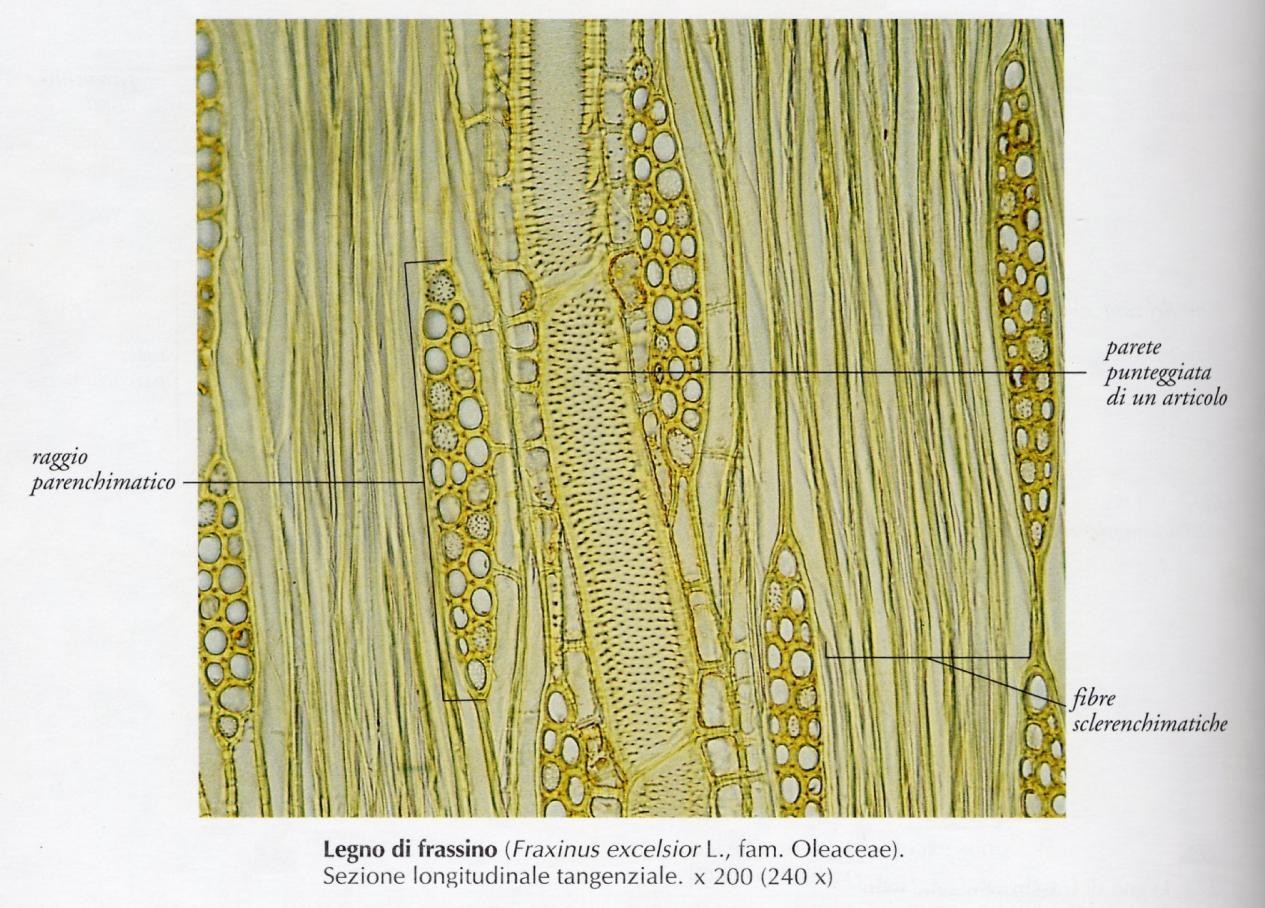 parete
punteggiata
di un articolo
raggio
parenchimatico
fibre
sclerenchimatiche
Legno di frassino (Fraxinus excelsior L., fam. Oleaceae).
Sezione longitudinale tangenziale. x 200 (240 x)